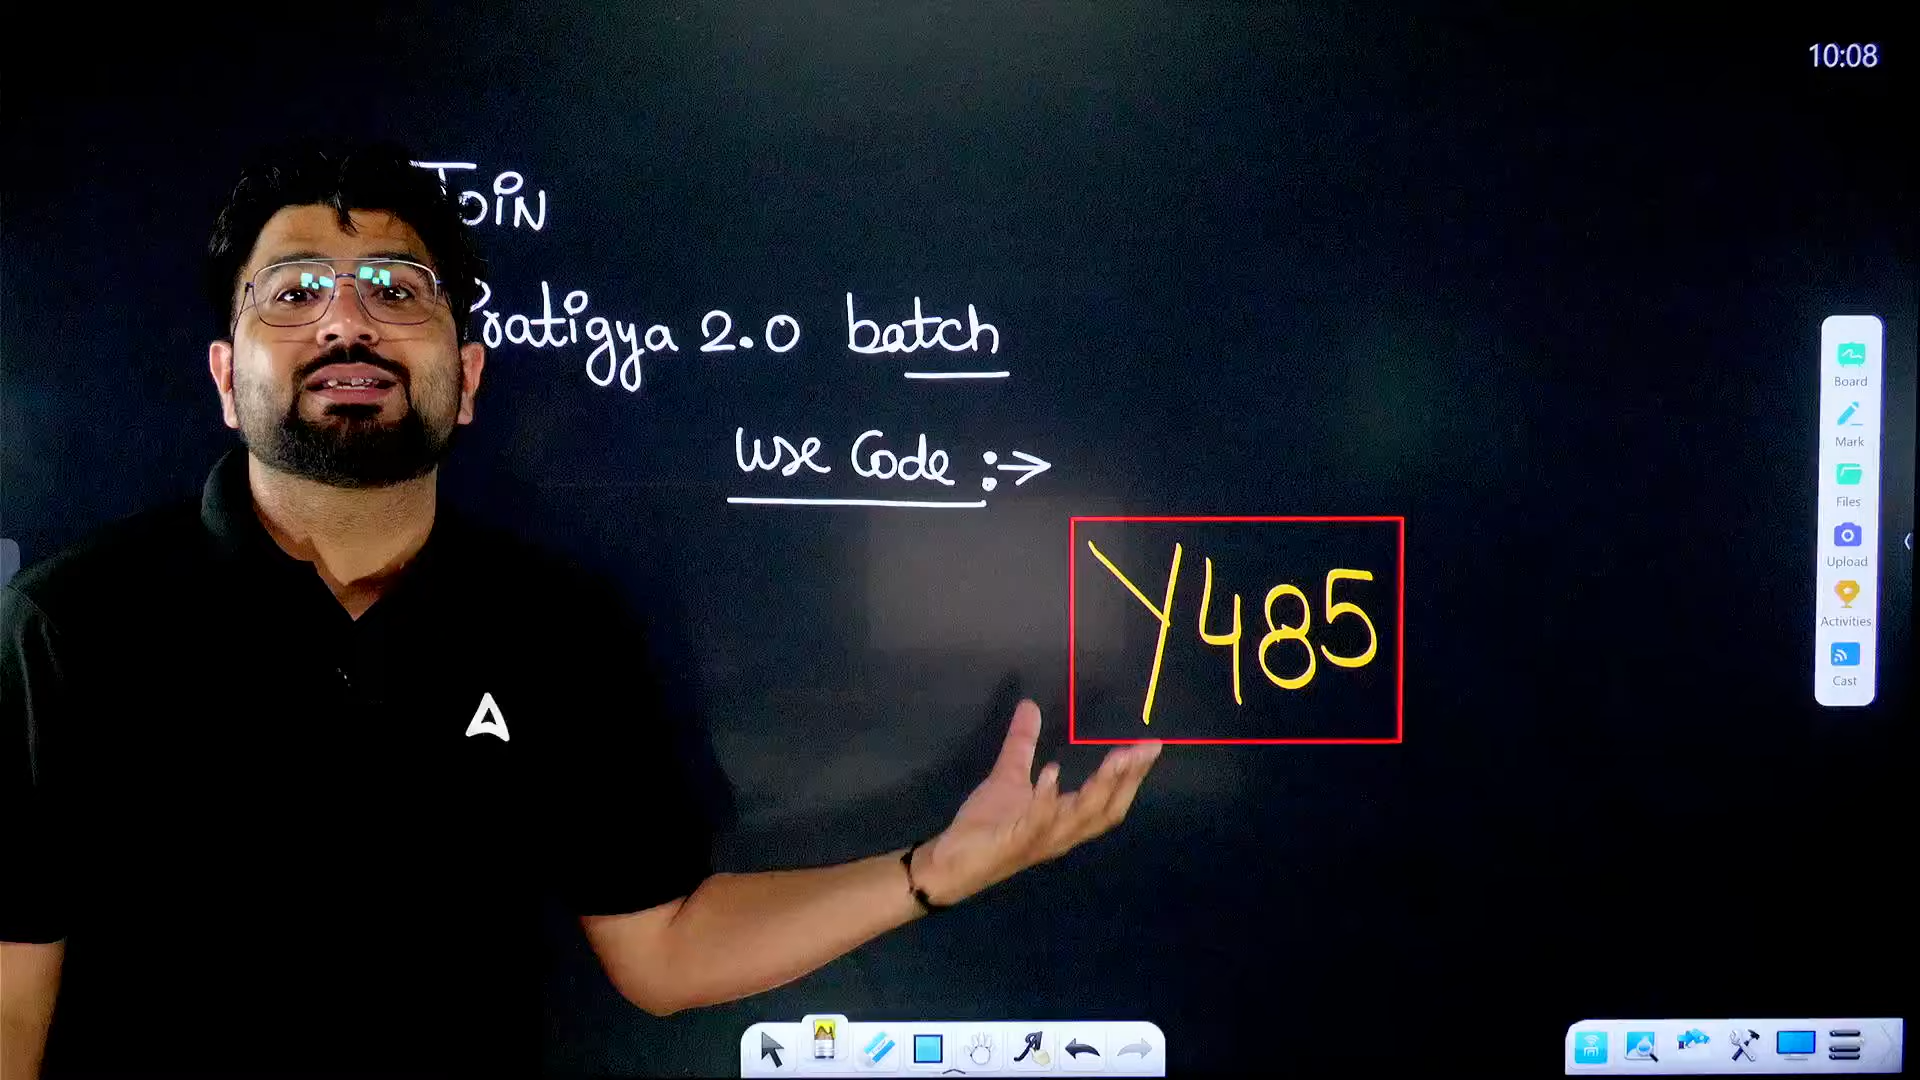 10:08
Join
Pratigya 2.0 batch
Use Code :→
Y485
Board
Mark
Files
Upload
Activities
Cast